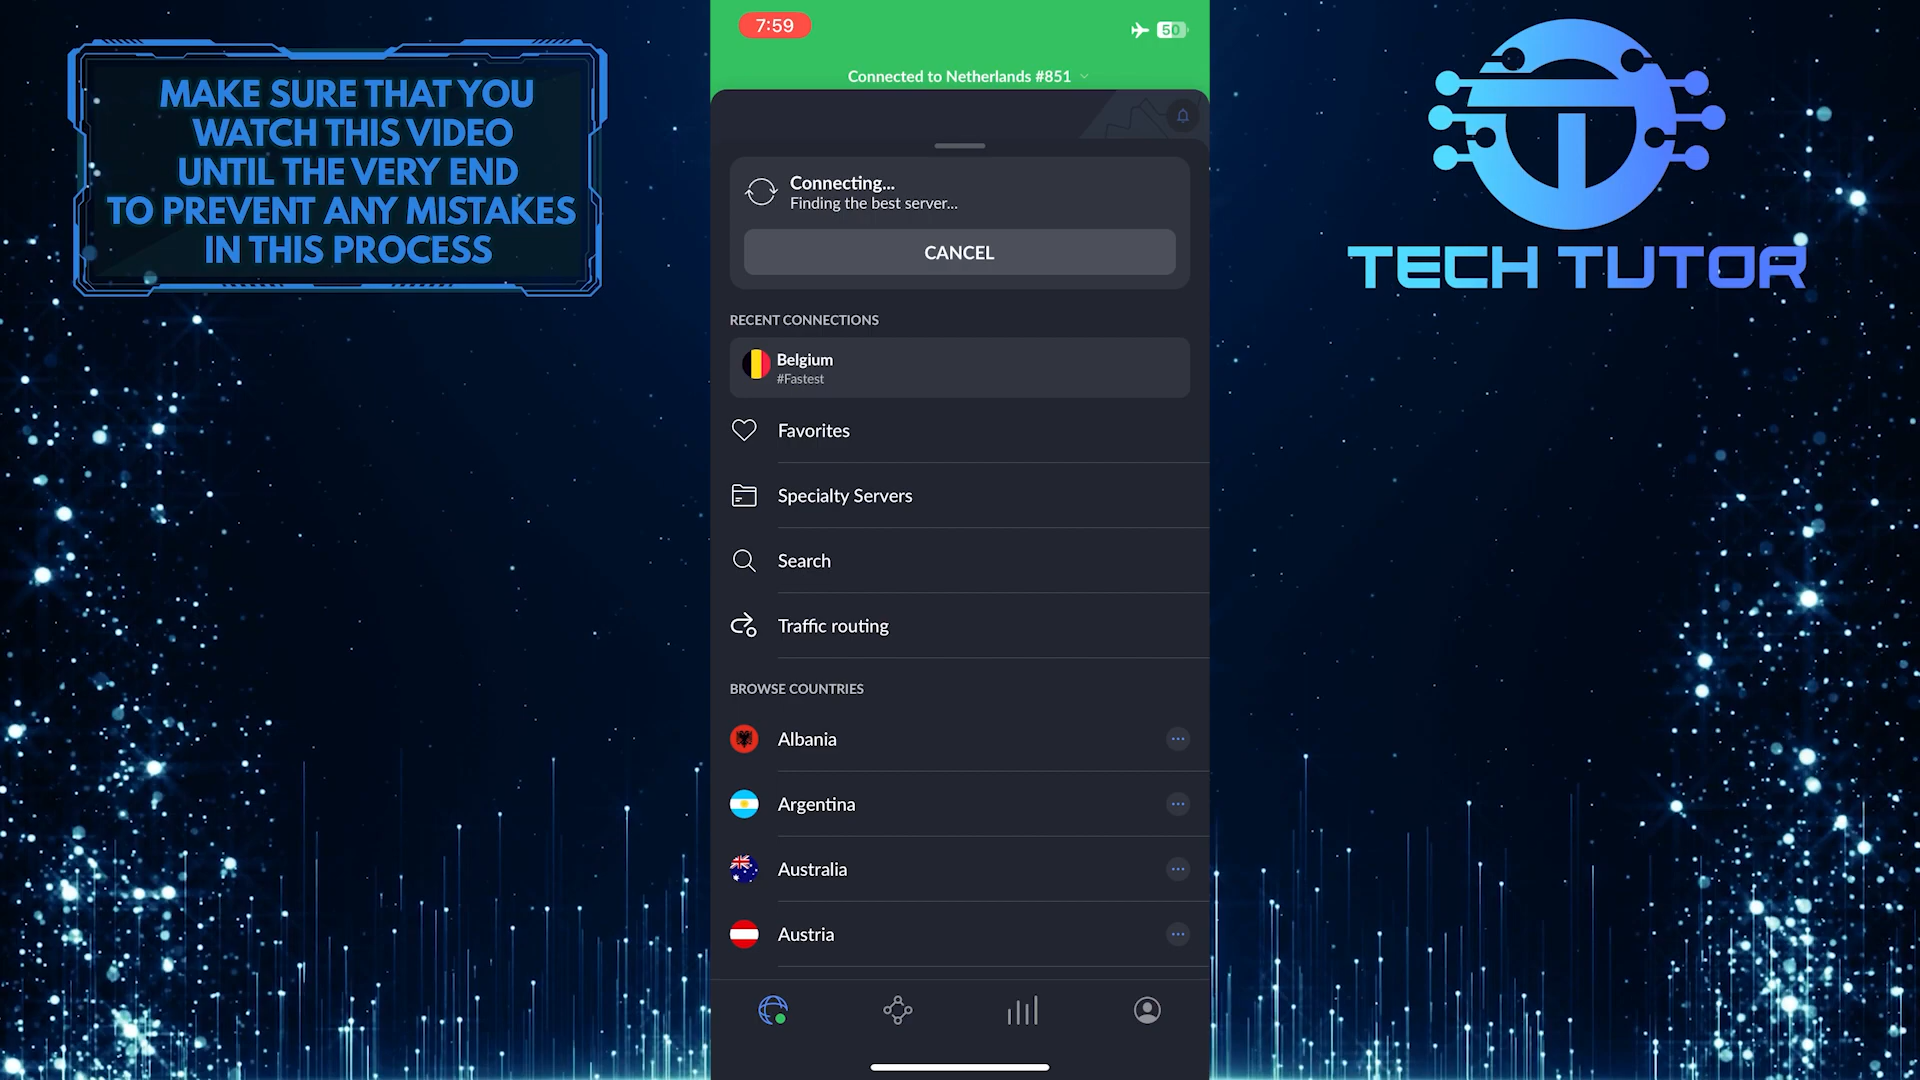 MAKE SURE THAT YOU
WATCH THIS VIDEO
UNTIL THE VERY END
TO PREVENT ANY MISTAKES
IN THIS PROCESS
7:59
50
Connected to Netherlands #851
Connecting...
Finding the best server...
CANCEL
RECENT CONNECTIONS
Belgium
#Fastest
Favorites
Specialty Servers
Search
Traffic routing
BROWSE COUNTRIES
Albania
Argentina
Australia
Austria
TECH TUTOR